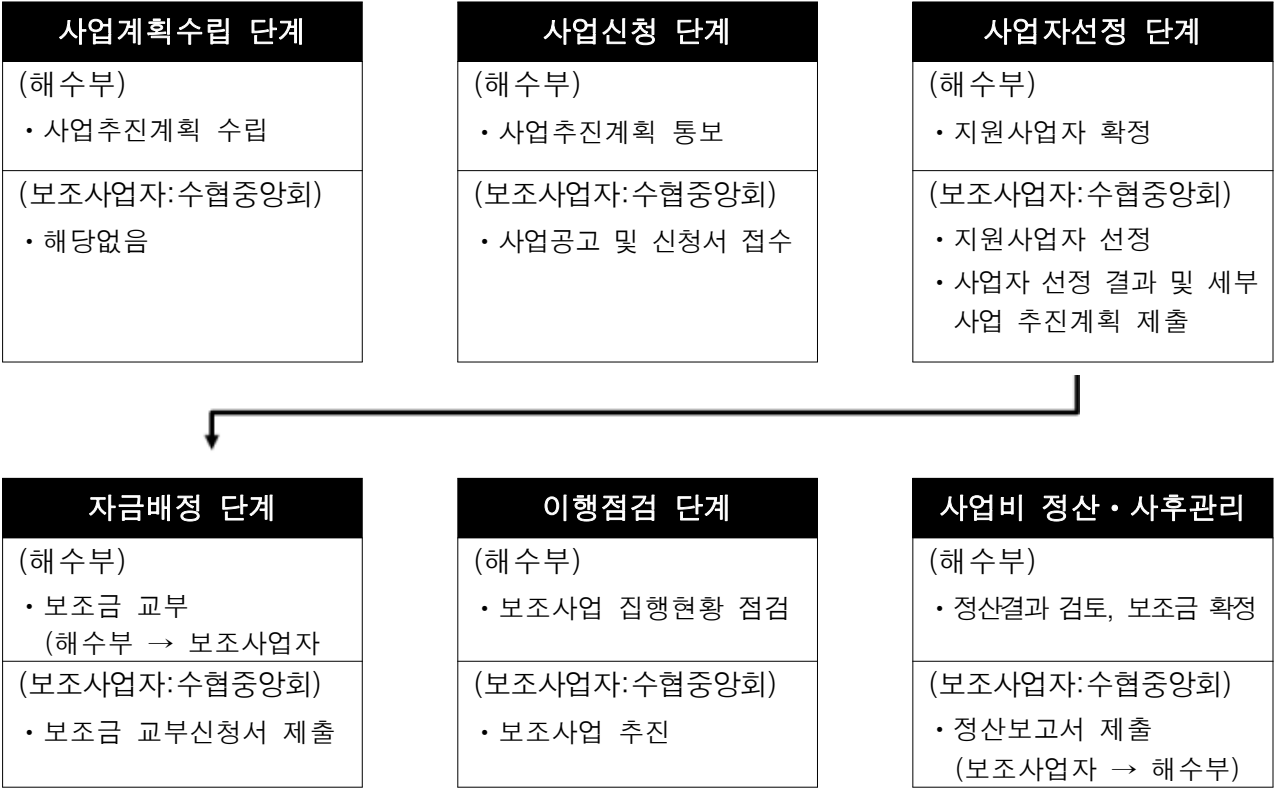 사업계획수립 단계
(해수부)
・사업추진계획 수립
(보조사업자:수협중앙회)
・해당없음
사업신청 단계
(해수부)
・사업추진계획 통보
(보조사업자:수협중앙회)
・사업공고 및 신청서 접수
사업자선정 단계
(해수부)
・지원사업자 확정
(보조사업자:수협중앙회)
・지원사업자 선정
・사업자 선정 결과 및 세부
사업 추진계획 제출
자금배정 단계
(해수부)
・보조금 교부
(해수부 → 보조사업자
(보조사업자:수협중앙회)
・보조금 교부신청서 제출
이행점검 단계
(해수부)
・보조사업 집행현황 점검
(보조사업자:수협중앙회)
・보조사업 추진
사업비 정산・사후관리
(해수부)
・정산결과 검토, 보조금 확정
(보조사업자:수협중앙회)
・정산보고서 제출
(보조사업자 → 해수부)